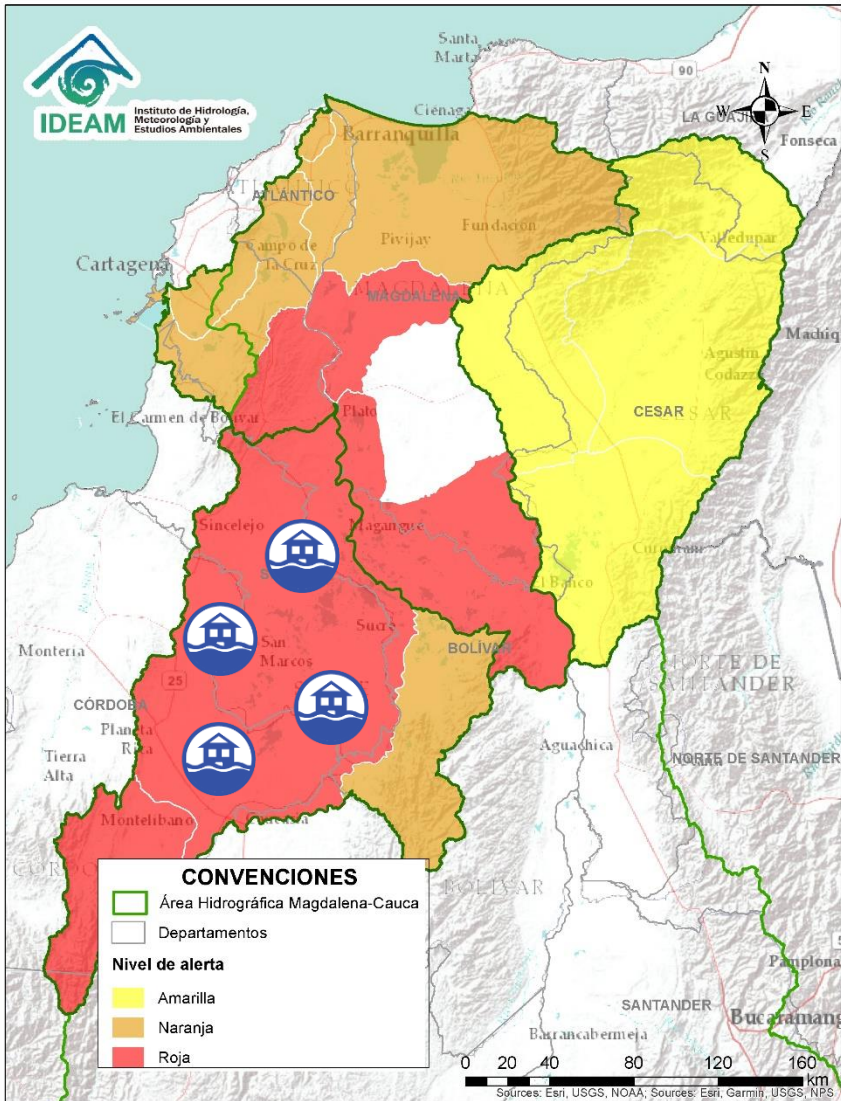 IDEAM
Instituto de Hidrología,
Meteorología y
Estudios Ambientales
Santa
Marta
90
N
W
E
S
Ciénaga
LA GUAJIRA
Fonseca
Barranquilla
ATLÁNTICO
Valledupar
Campo de
la Cruz
Pivijay
Fundación
Cartagena
MAGDALENA
Agustín
Codazzi
El Carmen de Bolívar
Plato
CESAR
Sincelejo
Magangué
El Banco
Sucre
San
Marcos
BOLÍVAR
Montería
25
CÓRDOBA
Planeta
Rica
NORTE DE
SANTANDER
Tierra
Alta
Aguachica
NORTE DE SANTANDER
Montelíbano
BOLÍVAR
CONVENCIONES
Área Hidrográfica Magdalena-Cauca
Departamentos
Nivel de alerta
Amarilla
Naranja
Roja
Pamplona
SANTANDER
Bucaramang
Barrancabermeja
0 20 40 80 120 160
km
Sources: Esri, USGS, NOAA; Sources: Esri, Garmin, USGS, NPS